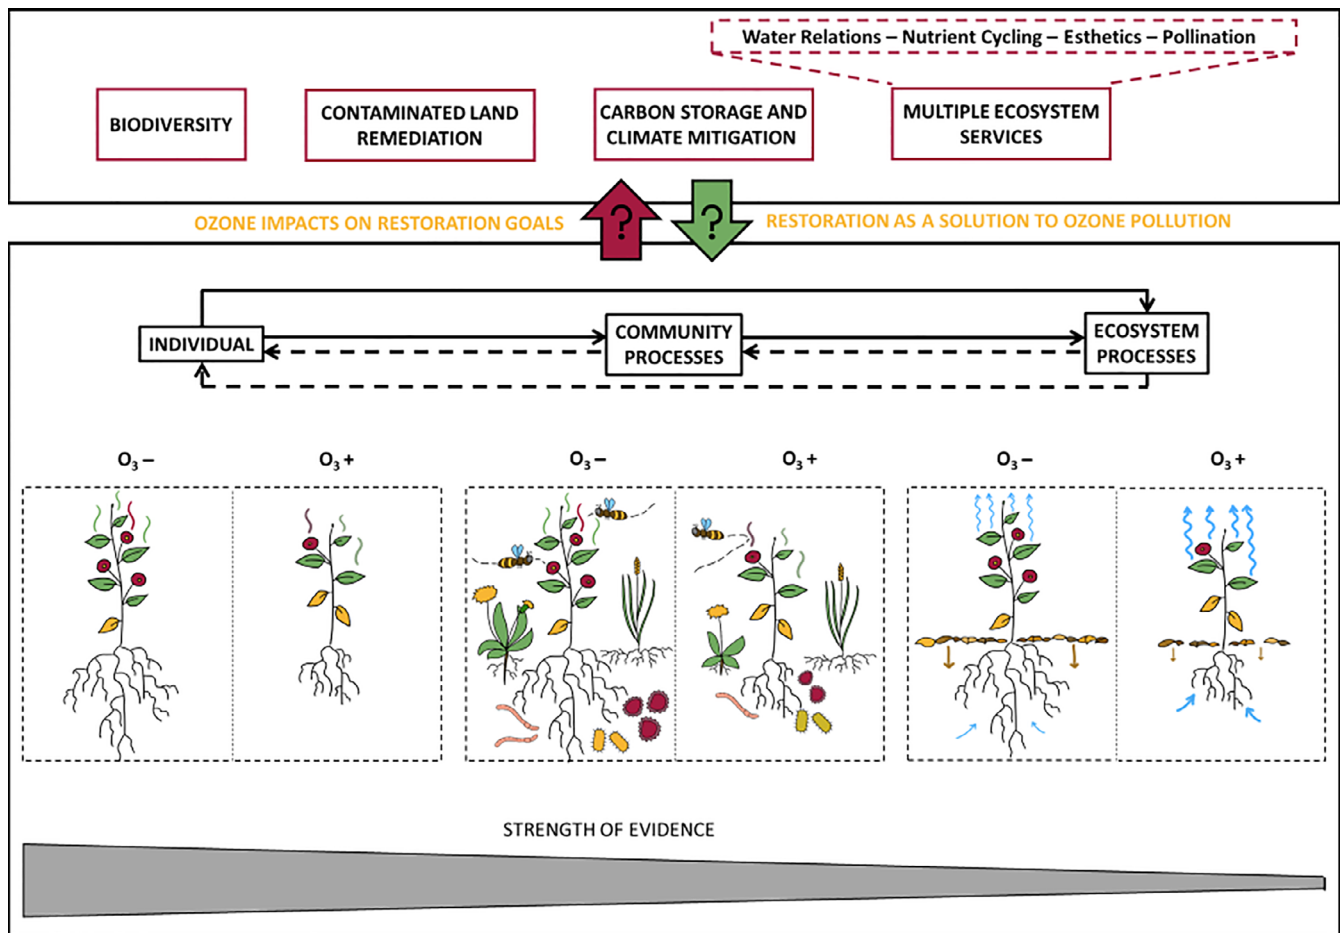 Water Relations – Nutrient Cycling – Esthetics – Pollination
BIODIVERSITY
CONTAMINATED LAND
REMEDIATION
CARBON STORAGE AND
CLIMATE MITIGATION
MULTIPLE ECOSYSTEM
SERVICES
OZONE IMPACTS ON RESTORATION GOALS
?
?
RESTORATION AS A SOLUTION TO OZONE POLLUTION
INDIVIDUAL
COMMUNITY
PROCESSES
ECOSYSTEM
PROCESSES
O₃ –
O₃ +
O₃ –
O₃ +
O₃ –
O₃ +
STRENGTH OF EVIDENCE